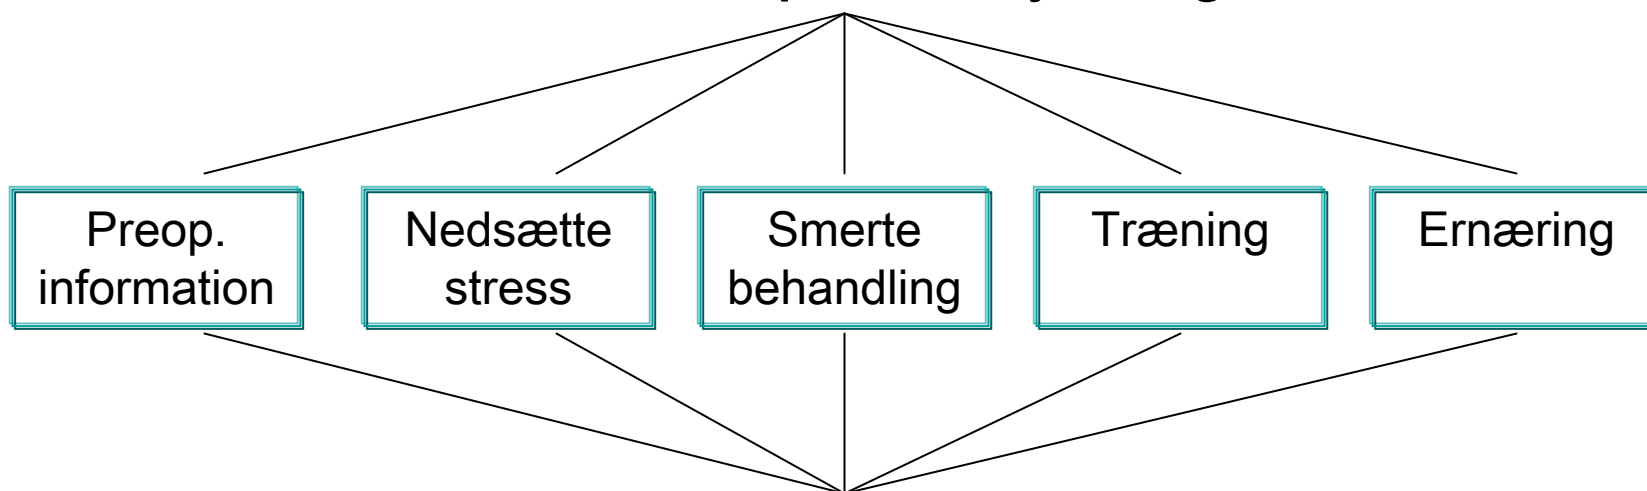 Preop.
information
Nedsætte
stress
Smerte
behandling
Træning
Ernæring